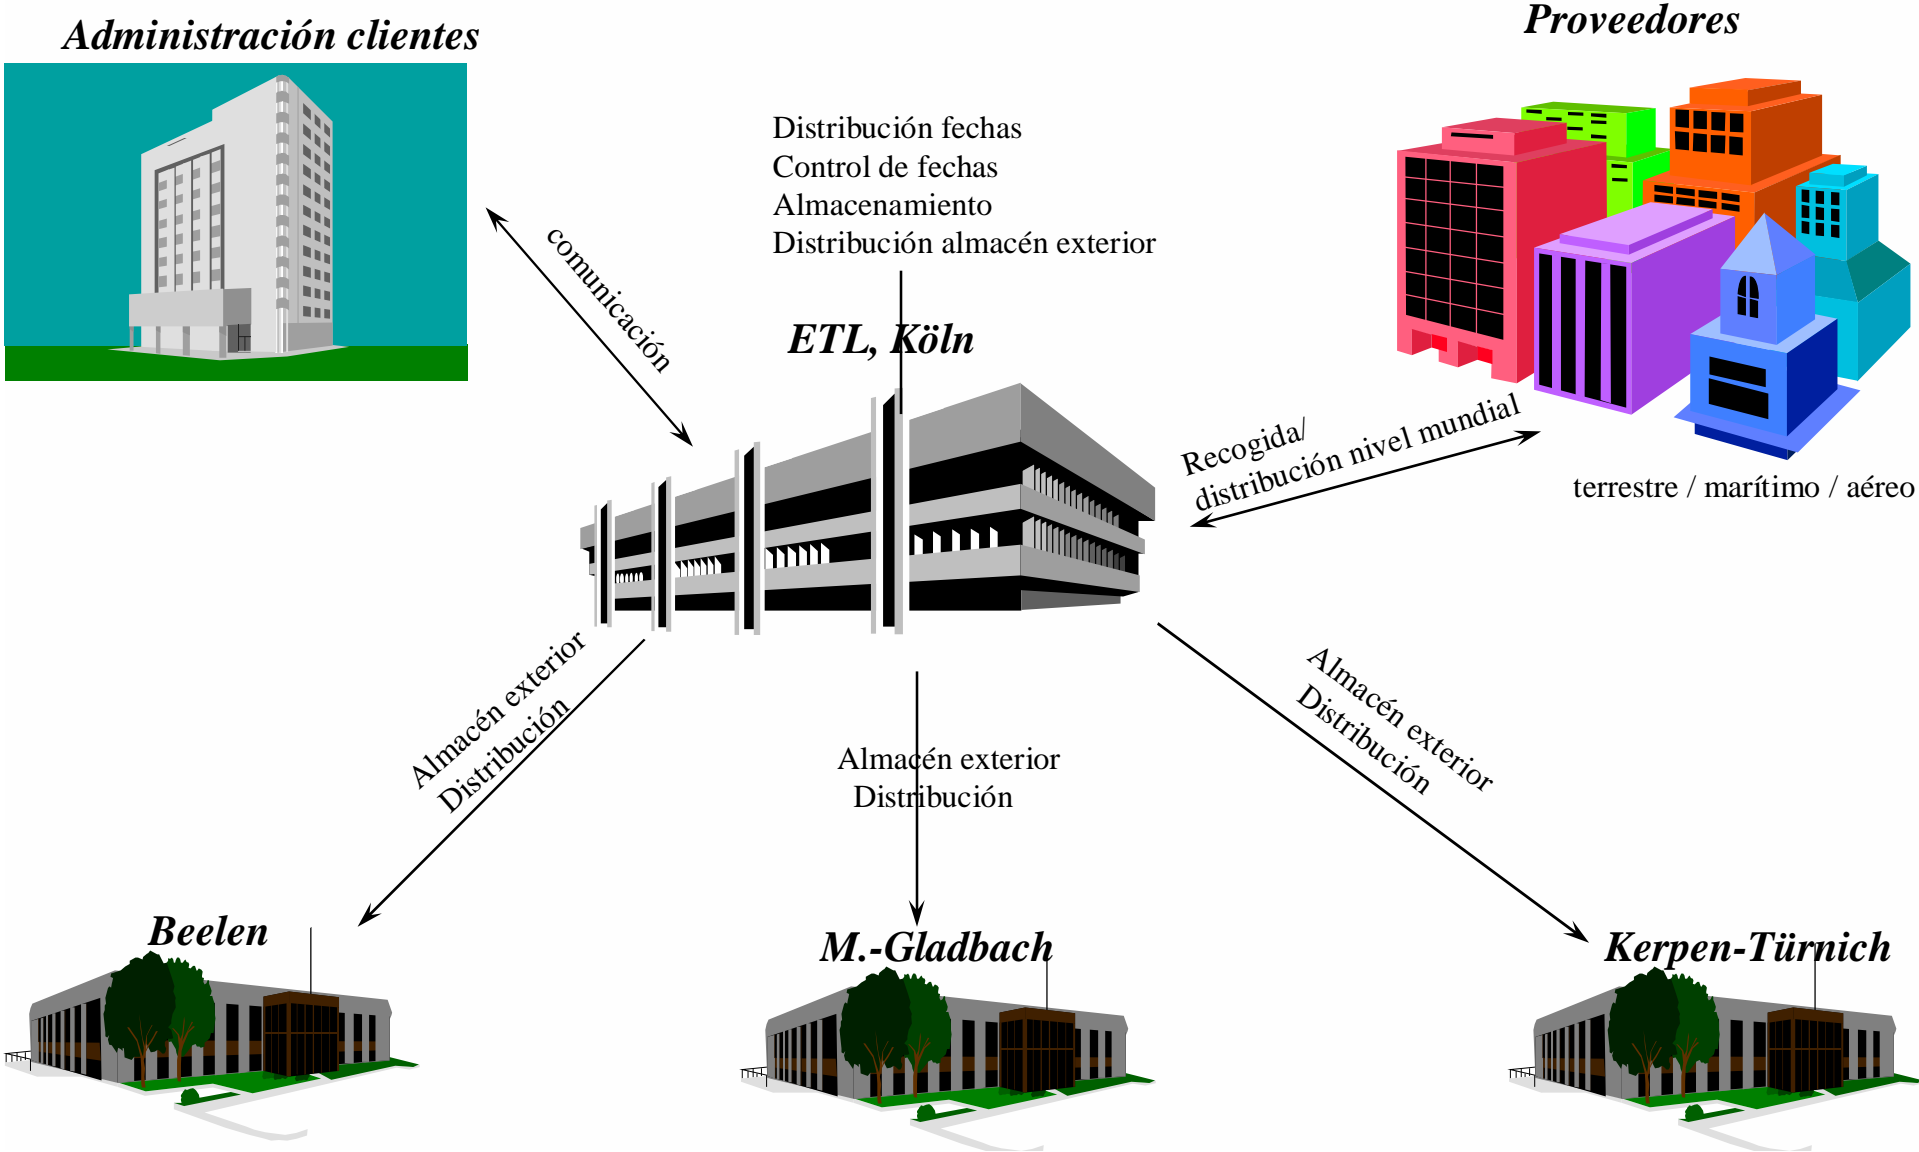 Administración clientes
Proveedores
Distribución fechas
Control de fechas
Almacenamiento
Distribución almacén exterior
comunicación
ETL, Köln
Recogida/
distribución nivel mundial
terrestre / marítimo / aéreo
Almacén exterior
Distribución
Almacén exterior
Distribución
Almacén exterior
Distribución
Beelen
M.-Gladbach
Kerpen-Türnich